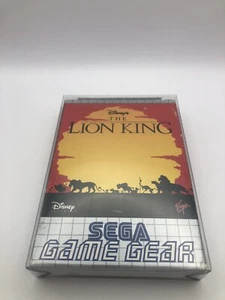 Disney's
THE
LION KING
Disney
Virgin
SEGA
GAME GEAR